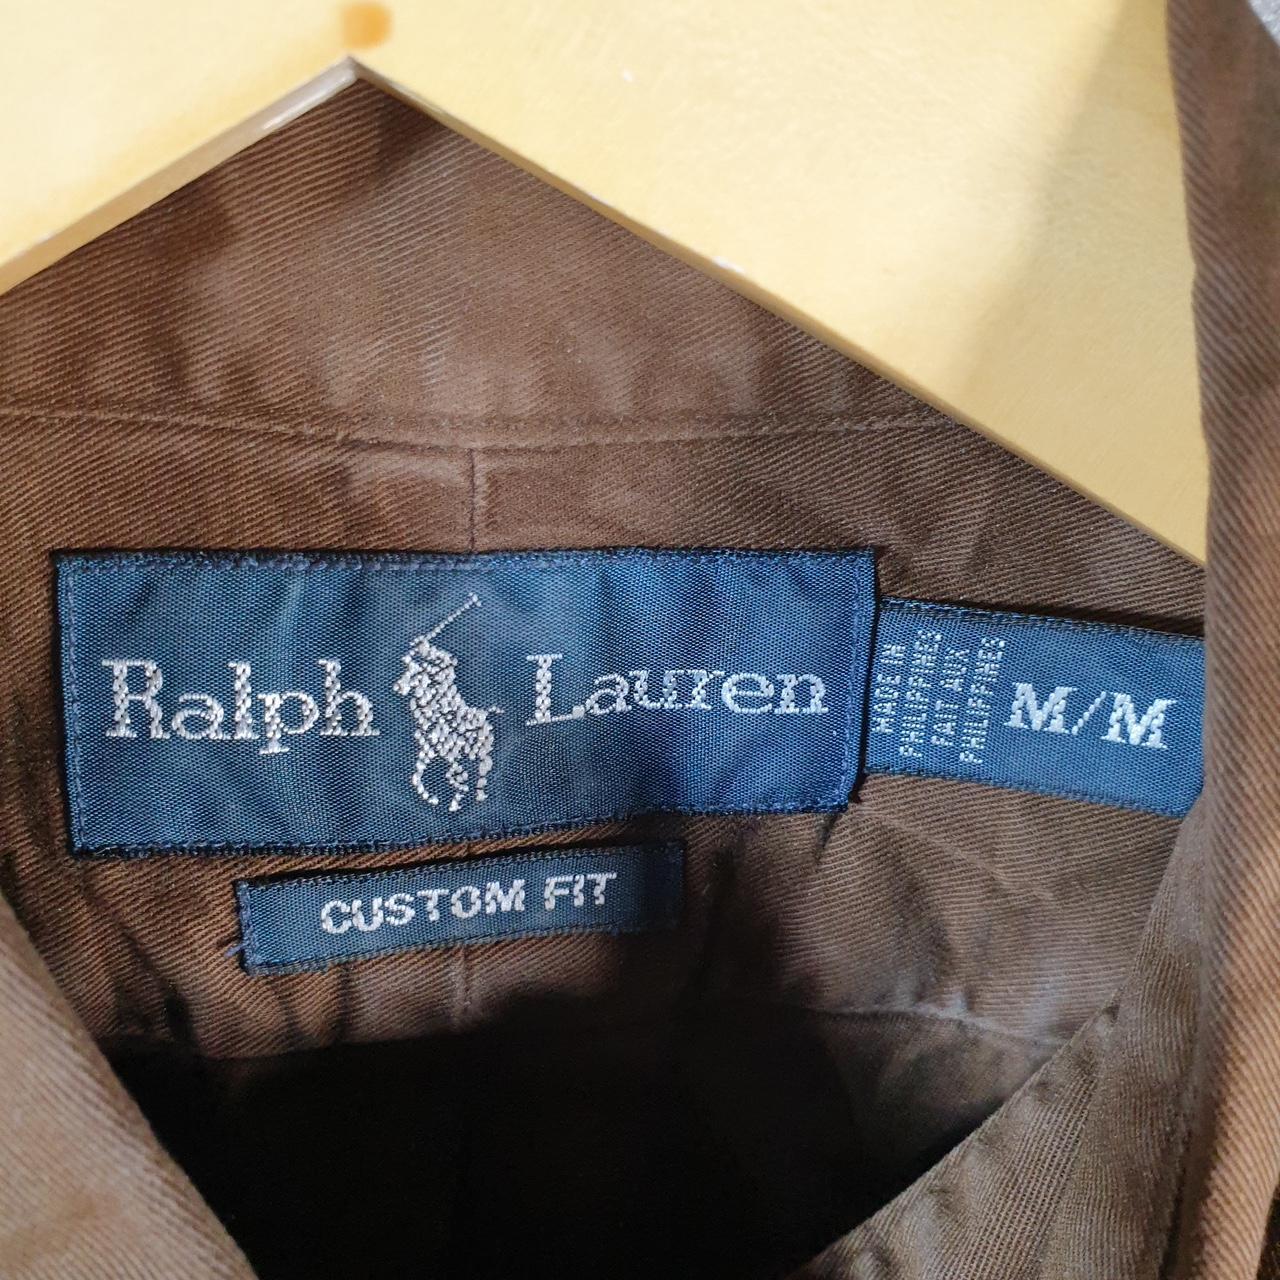 Ralph Lauren
MADE IN
PHILIPPINES
FAIT AUX
PHILIPPINES
M/M
CUSTOM FIT